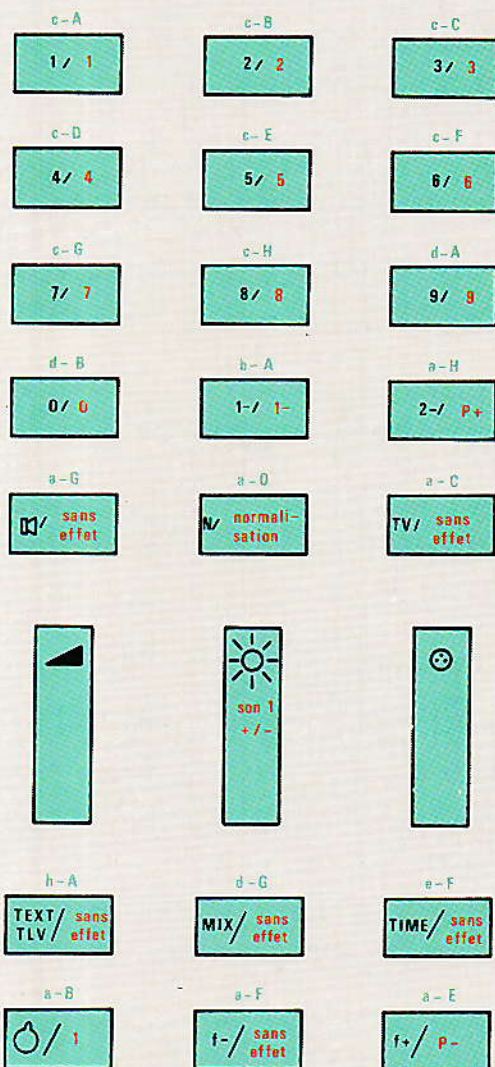 c-A c-B c-C
1/ 1 2/ 2 3/ 3
c-D c-E c-F
4/ 4 5/ 5 6/ 6
c-G c-H d-A
7/ 7 8/ 8 9/ 9
d-B b-A a-H
0/ 0 1-/ 1- 2-/ P+
a-G a-D a-C
/ sans effet N/ normali-sation TV/ sans effet
son 1
+/-
h-A d-G e-F
TEXT TLV/ sans effet MIX/ sans effet TIME/ sans effet
a-B a-F a-E
/ 1 f-/ sans effet f+/ P-